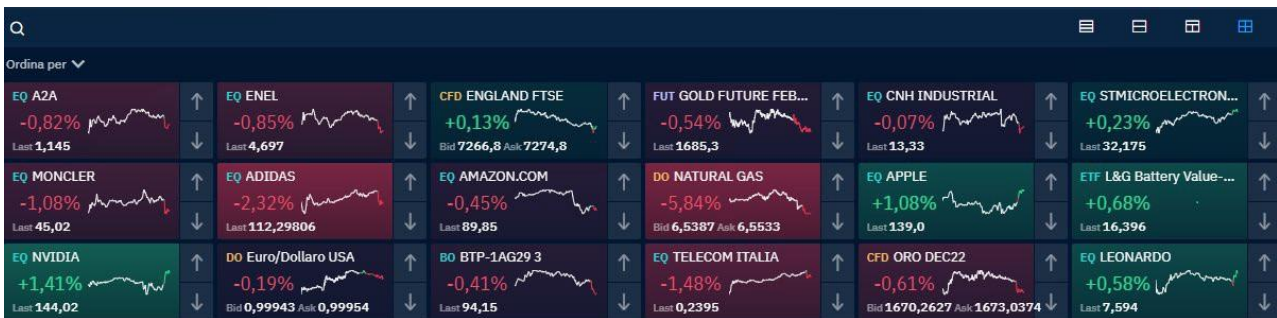 Ordina per
EQ A2A
-0,82%
Last 1,145
EQ ENEL
-0,85%
Last 4,697
CFD ENGLAND FTSE
+0,13%
Bid 7266,8 Ask 7274,8
FUT GOLD FUTURE FEB...
-0,54%
Last 1685,3
EQ CNH INDUSTRIAL
-0,07%
Last 13,33
EQ STMICROELECTRON...
+0,23%
Last 32,175
EQ MONCLER
-1,08%
Last 45,02
EQ ADIDAS
-2,32%
Last 112,29806
EQ AMAZON.COM
-0,45%
Last 89,85
DO NATURAL GAS
-5,84%
Bid 6,5387 Ask 6,5533
EQ APPLE
+1,08%
Last 139,0
ETF L&G Battery Value-...
+0,68%
Last 16,396
EQ NVIDIA
+1,41%
Last 144,02
DO Euro/Dollaro USA
-0,19%
Bid 0,99943 Ask 0,99954
BO BTP-1AG29 3
-0,41%
Last 94,15
EQ TELECOM ITALIA
-1,48%
Last 0,2395
CFD ORO DEC22
-0,61%
Bid 1670,2627 Ask 1673,0374
EQ LEONARDO
+0,58%
Last 7,594